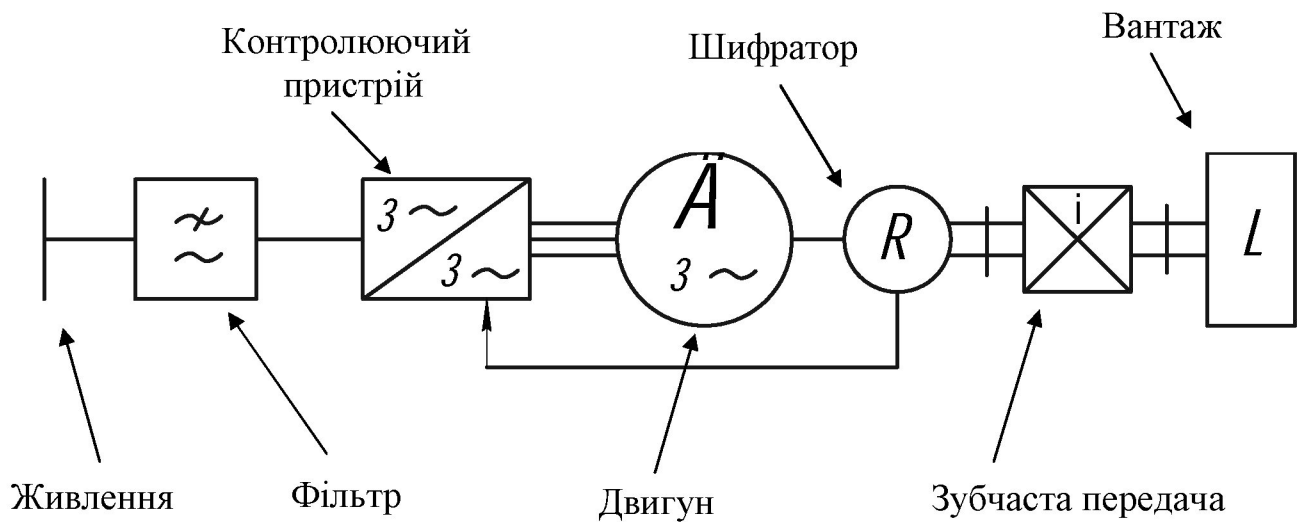 Контролюючий
пристрій
Шифратор
Вантаж
3 ~
3 ~
Ä
3 ~
R
i
L
Живлення
Фільтр
Двигун
Зубчаста передача